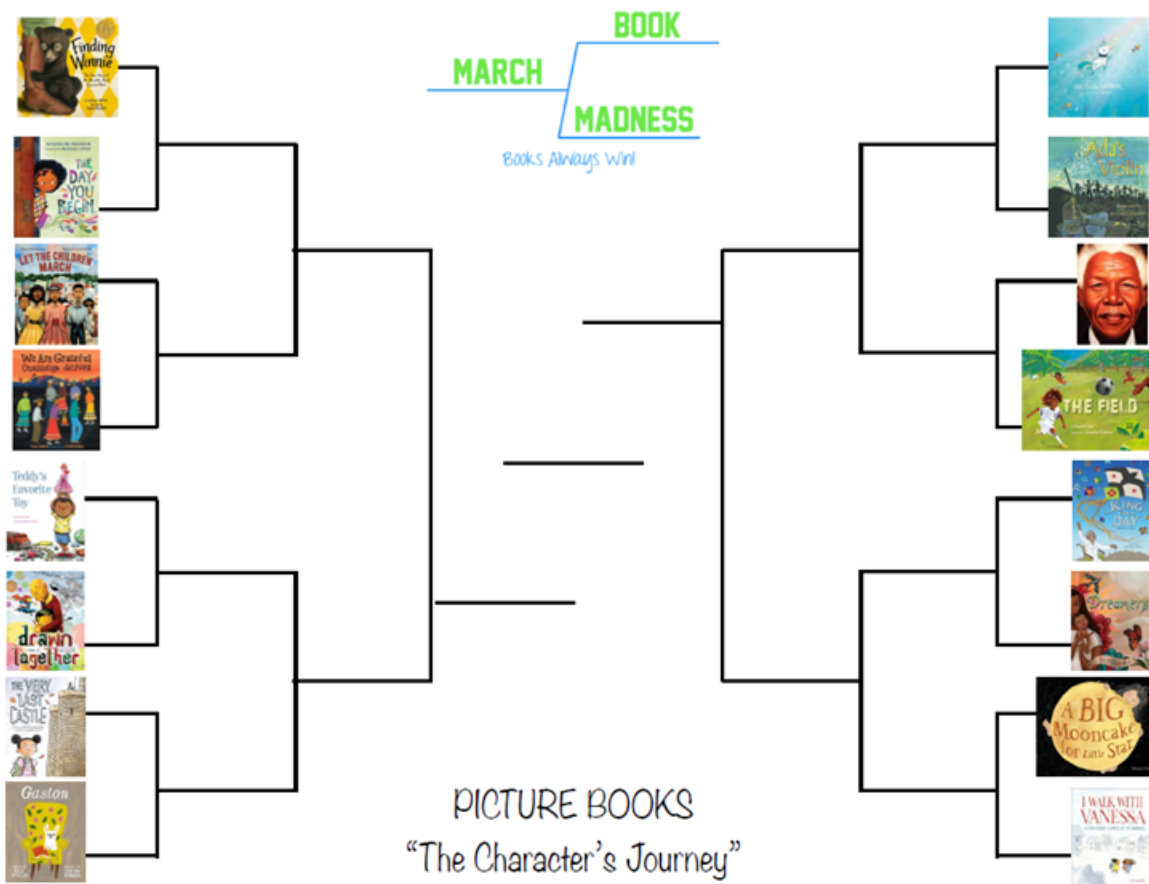 BOOK
MARCH
MADNESS
Books Always Win!
Finding
Winnie
THE
DAY
YOU
BEGIN
LET THE CHILDREN
MARCH
We Are Grateful
Teddy's
Favorite
Toy
drawn
together
THE VERY
LAST
CASTLE
Gaston
Ada's
Violin
THE FIELD
KING
DAY
Dreamers
A BIG
Mooncake
for Little Star
I WALK WITH
VANESSA
PICTURE BOOKS
“The Character’s Journey”